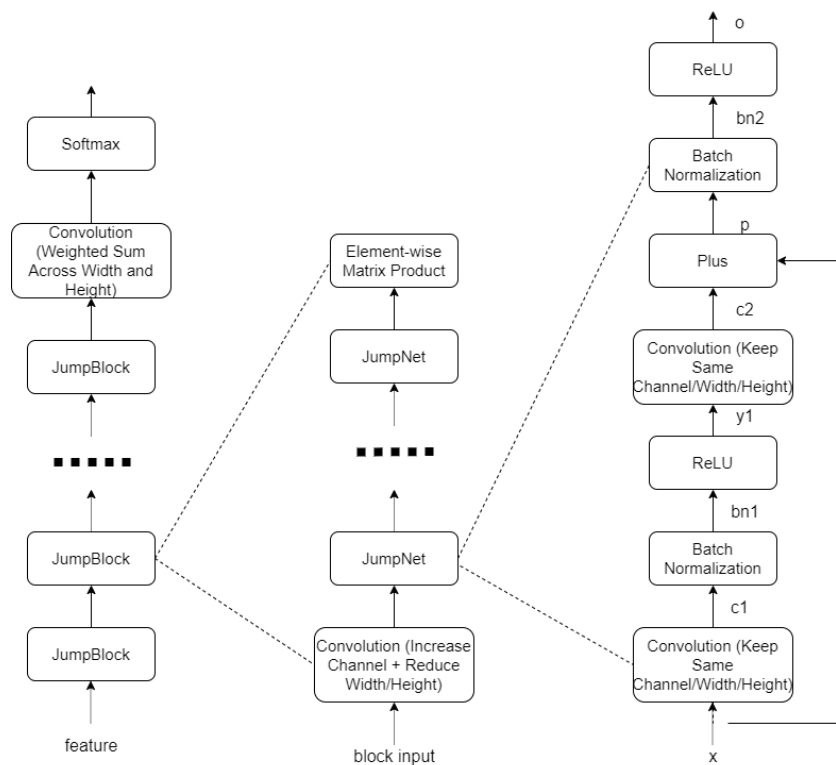 Softmax
Convolution
(Weighted Sum
Across Width and
Height)
JumpBlock
JumpBlock
JumpBlock
feature
Element-wise
Matrix Product
JumpNet
JumpNet
Convolution (Increase
Channel + Reduce
Width/Height)
block input
o
ReLU
bn2
Batch
Normalization
p
Plus
c2
Convolution (Keep
Same
Channel/Width/Height)
y1
ReLU
bn1
Batch
Normalization
c1
Convolution (Keep
Same
Channel/Width/Height)
x